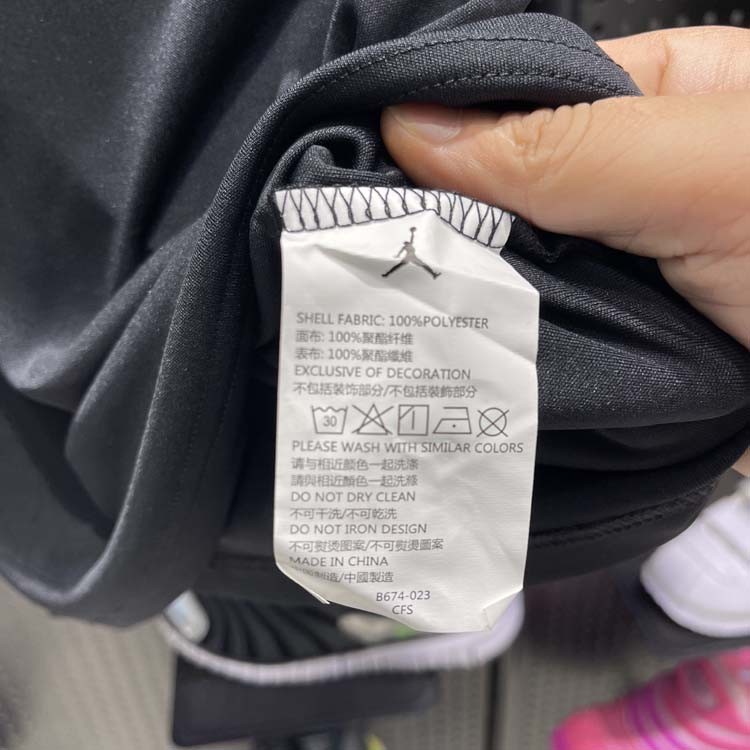 SHELL FABRIC: 100%POLYESTER
面布: 100%聚酯纤维
表布: 100%聚酯纖維
EXCLUSIVE OF DECORATION
不包括装饰部分/不包括裝飾部分
30
PLEASE WASH WITH SIMILAR COLORS
请与相近颜色一起洗涤
請與相近顏色一起洗滌
DO NOT DRY CLEAN
不可干洗/不可乾洗
DO NOT IRON DESIGN
不可熨烫图案/不可熨燙圖案
MADE IN CHINA
中国制造/中國製造
B674-023
CFS